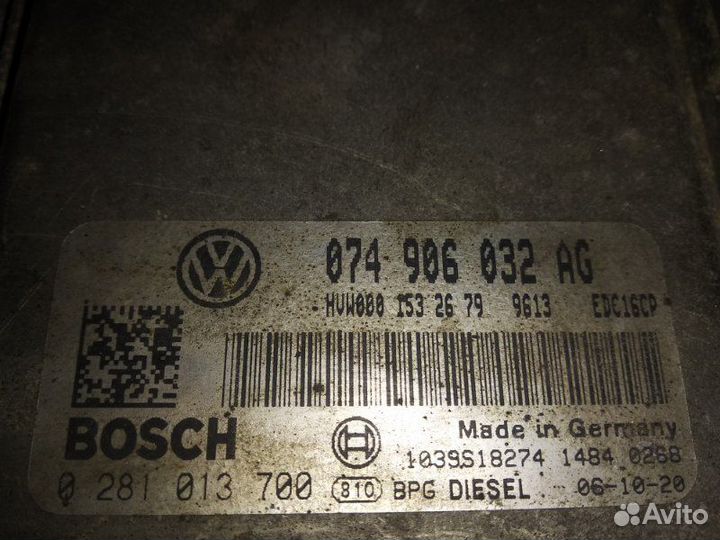 074 906 032 AG
HVW000 153 26 79 9613 EDC16CP
BOSCH
Made in Germany
1039S18274 1484 0268
0 281 013 700 810 BPG DIESEL 06-10-20
Avito